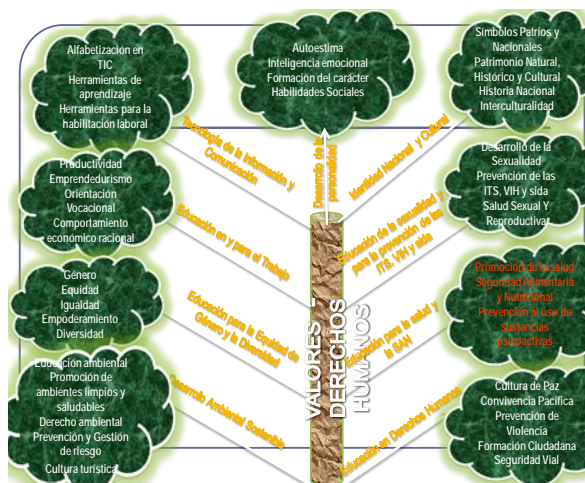 Alfabetización en
TIC
Herramientas de
aprendizaje
Herramientas para la
habilitación laboral
Autoestima
Inteligencia emocional
Formación del carácter
Habilidades Sociales
Símbolos Patrios y
Nacionales
Patrimonio Natural,
Histórico y Cultural
Historia Nacional
Interculturalidad
Tecnología de la Información y
Comunicación
Desarrollo de la
personalidad
Identidad Nacional y Cultural
Productividad
Emprendedurismo
Orientación
Vocacional
Comportamiento
económico racional
Educación en y para el Trabajo
Educación de la sexualidad y
para la prevención de las
ITS, VIH y sida
Desarrollo de la
Sexualidad
Prevención de las
ITS, VIH y sida
Salud Sexual Y
Reproductiva
Género
Equidad
Igualdad
Empoderamiento
Diversidad
Educación para la Equidad de
Género y la Diversidad
VALORES -
DERECHOS
HUMANOS
Educación para la salud y
la SAN
Promoción de la salud
Seguridad Alimentaria
y Nutricional
Prevención al uso de
sustancias
psicoactivas
Educación ambiental
Promoción de
ambientes limpios y
saludables
Derecho ambiental
Prevención y Gestión
de riesgo
Cultura turística
Desarrollo Ambiental Sostenible
Educación en Derechos Humanos
Cultura de Paz
Convivencia Pacífica
Prevención de
Violencia
Formación Ciudadana
Seguridad Vial